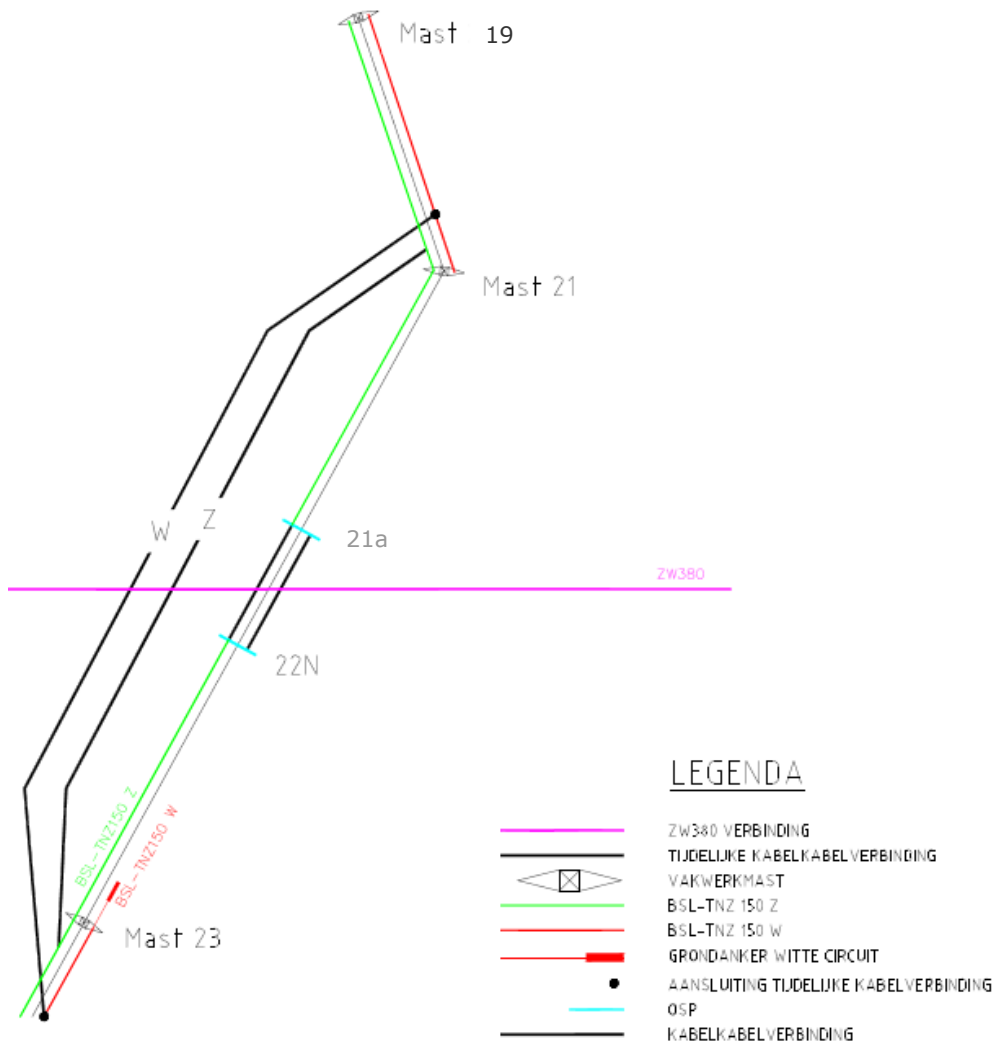 Mast 19
Mast 21
W
Z
21a
ZW380
22N
BSL-TNZ150 Z
BSL-TNZ150 W
Mast 23
LEGENDA
ZW380 VERBINDING
TIJDELIJKE KABELKABELVERBINDING
VAKWERKMAST
BSL-TNZ 150 Z
BSL-TNZ 150 W
GRONDANKER WITTE CIRCUIT
AANSLUITING TIJDELIJKE KABELVERBINDING
OSP
KABELKABELVERBINDING